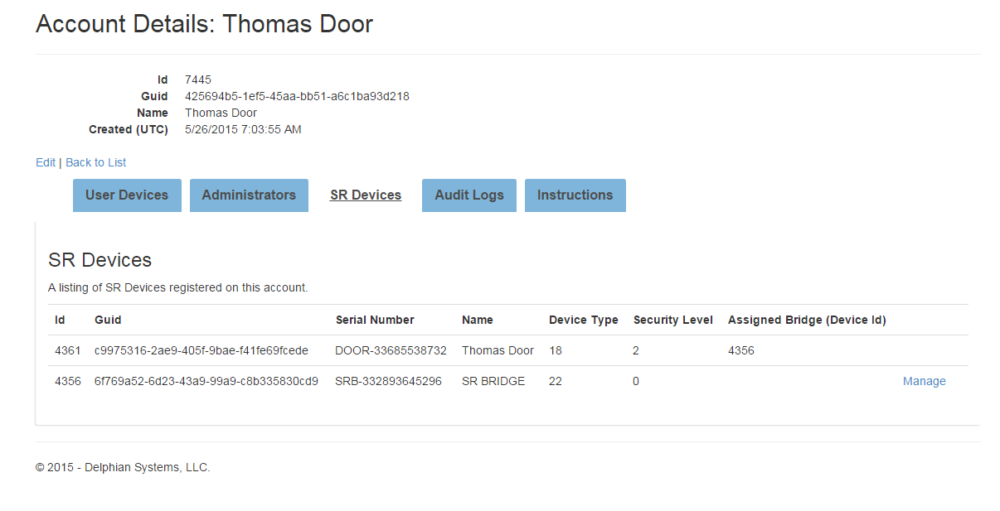 Account Details: Thomas Door
Id 7445
Guid 425694b5-1ef5-45aa-bb51-a6c1ba93d218
Name Thomas Door
Created (UTC) 5/26/2015 7:03:55 AM
Edit | Back to List
User Devices Administrators SR Devices Audit Logs Instructions
SR Devices
A listing of SR Devices registered on this account.
Id Guid Serial Number Name Device Type Security Level Assigned Bridge (Device Id)
4361 c9975316-2ae9-405f-9bae-f41fe69fcede DOOR-33685538732 Thomas Door 18 2 4356
4356 6f769a52-6d23-43a9-99a9-c8b335830cd9 SRB-332893645296 SR BRIDGE 22 0 Manage
© 2015 - Delphian Systems, LLC.